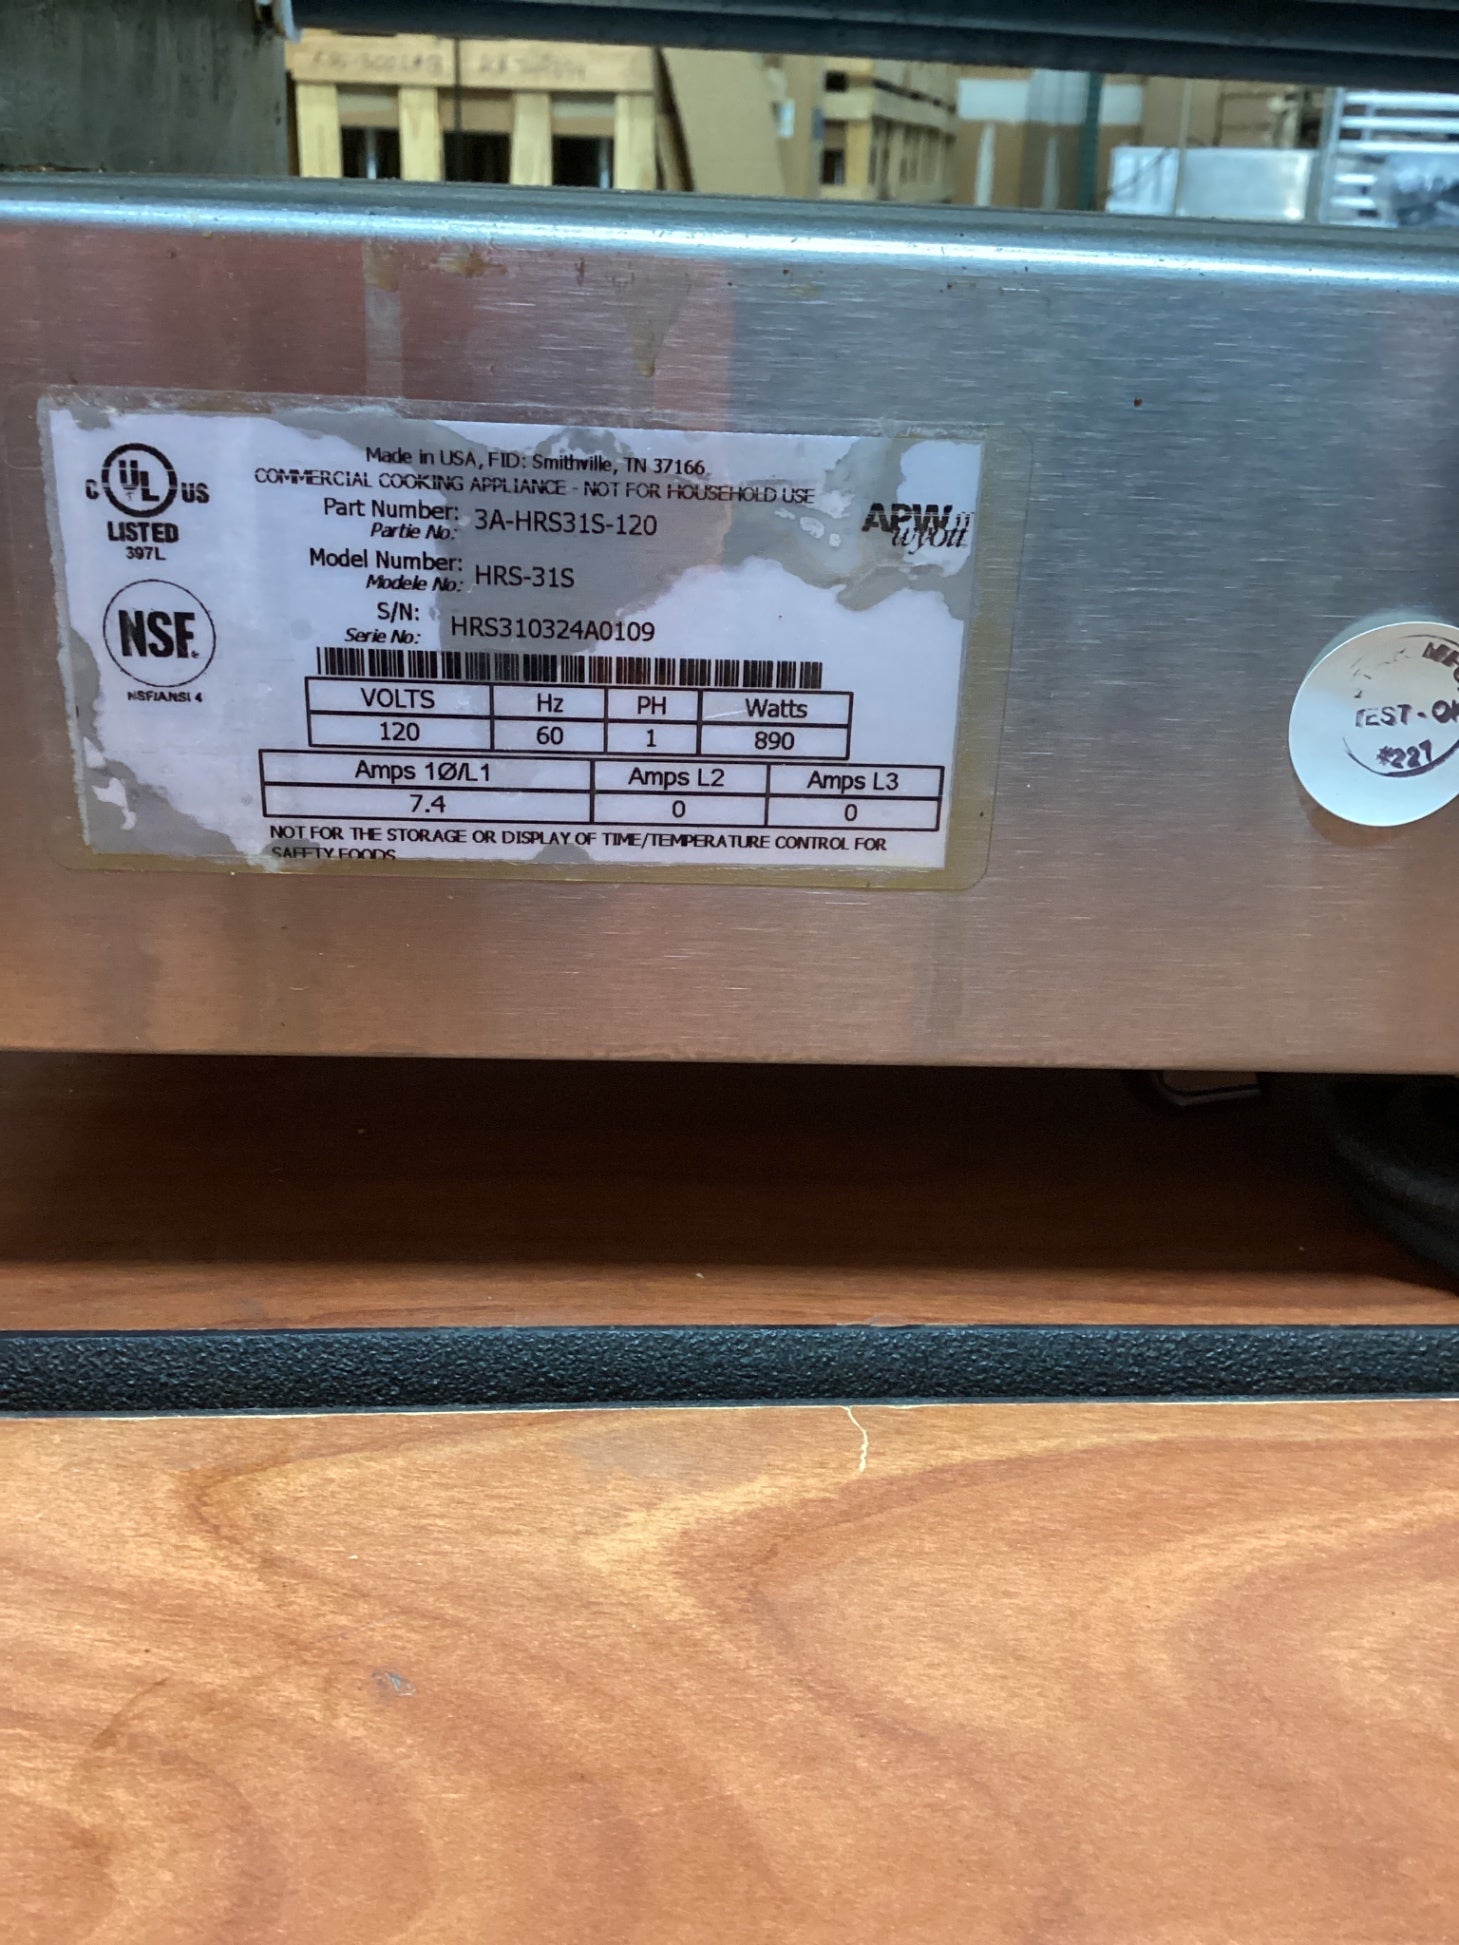 Made in USA, FID: Smithville, TN 37166
COMMERCIAL COOKING APPLIANCE - NOT FOR HOUSEHOLD USE
Part Number: 3A-HRS31S-120
Partie No:
Model Number: HRS-31S
Modele No:
S/N: HRS310324A0109
Serie No:
C UL US
LISTED
397L
NSF.
NSF/ANSI 4
APW
wyott
VOLTS Hz PH Watts
120 60 1 890
Amps 1Ø/L1 Amps L2 Amps L3
7.4 0 0
NOT FOR THE STORAGE OR DISPLAY OF TIME/TEMPERATURE CONTROL FOR
SAFETY FOODS
TEST-OK
#227